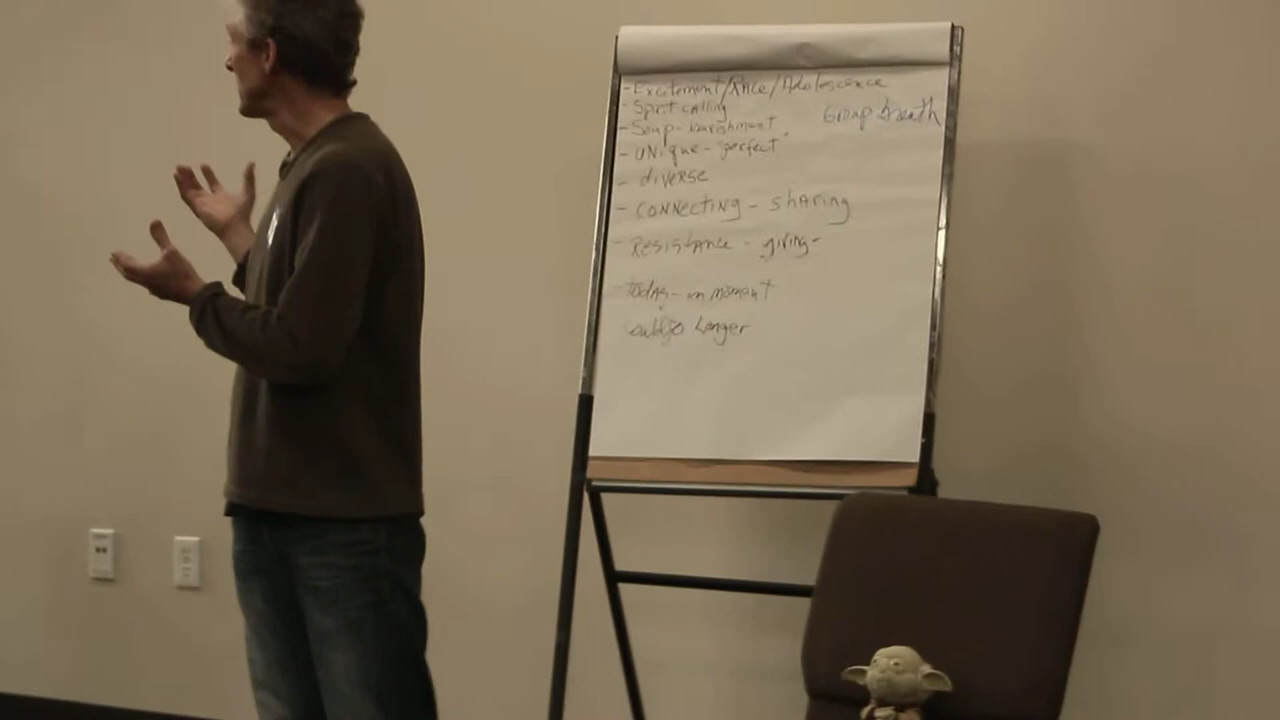 - Excitement/RACE/Adolescence
- Spirit calling
Group breath
- Soup - nourishment
- UNique - "perfect"
- diverse
- CONNECTING - shAring
- Resistance - giving -
today - in moment
longer